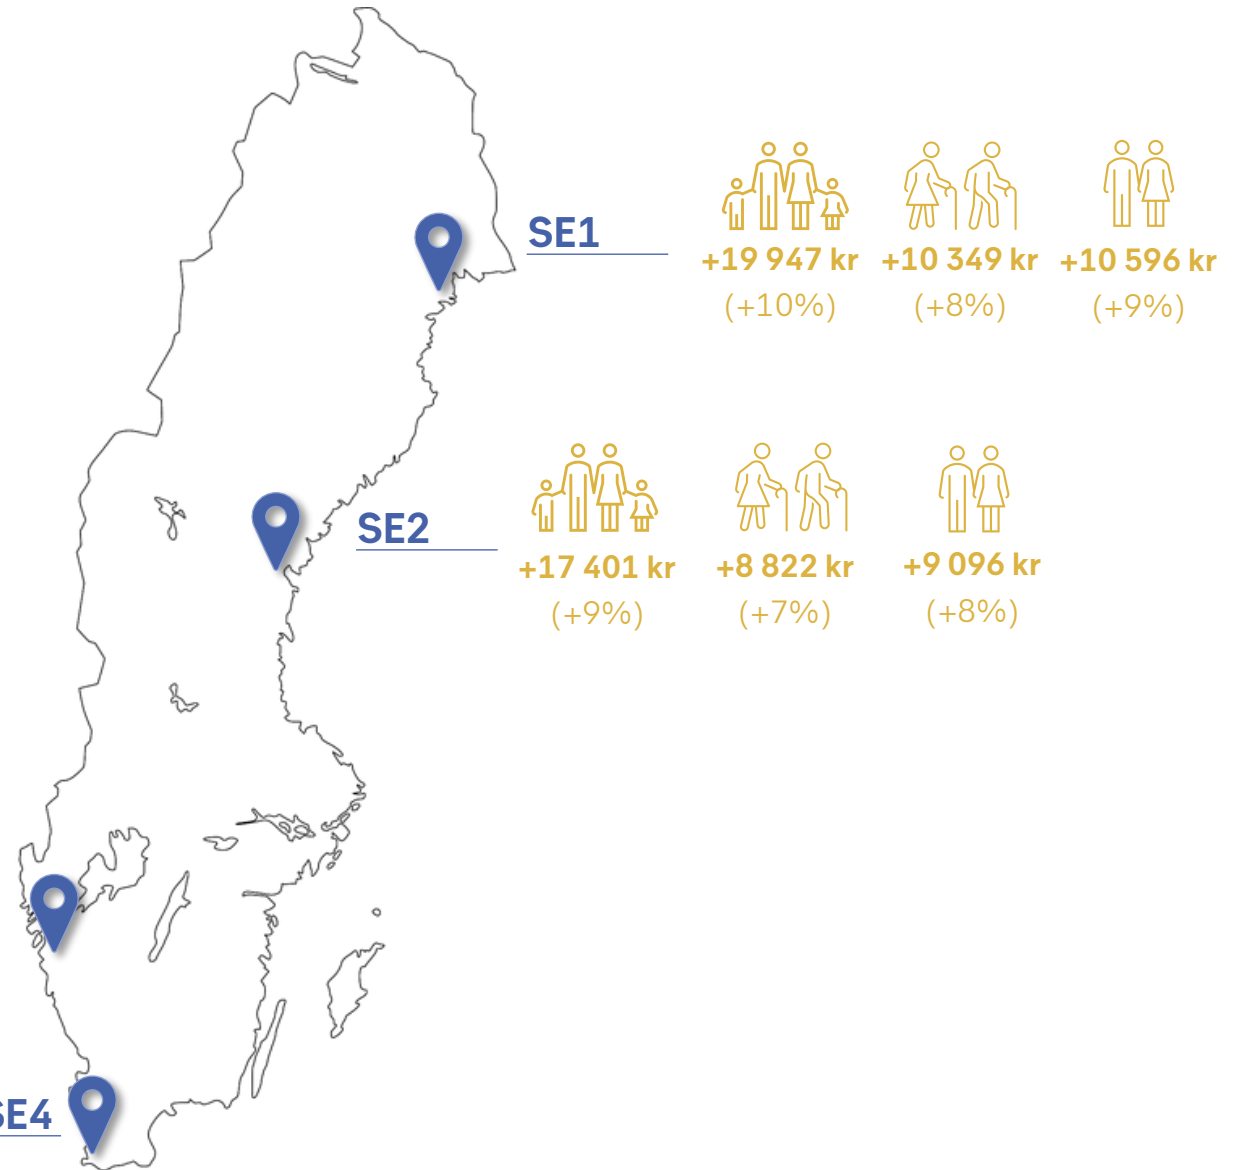 SE1
+19 947 kr +10 349 kr +10 596 kr
(+10%) (+8%) (+9%)
SE2
+17 401 kr +8 822 kr +9 096 kr
(+9%) (+7%) (+8%)
SE4